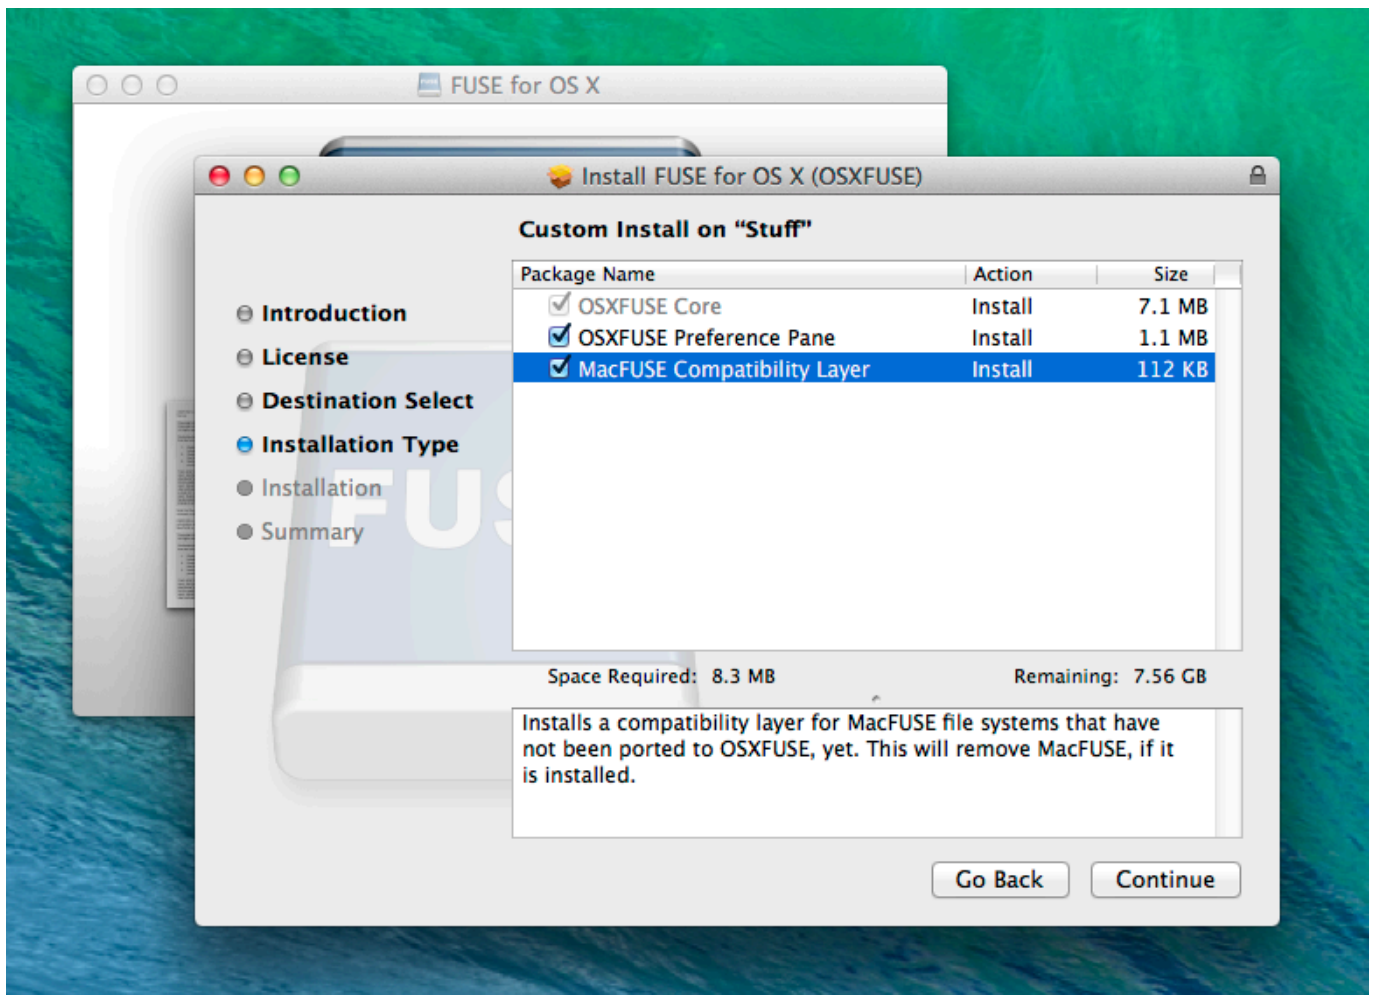 FUSE for OS X
Install FUSE for OS X (OSXFUSE)
Custom Install on “Stuff”
Package Name Action Size
OSXFUSE Core Install 7.1 MB
OSXFUSE Preference Pane Install 1.1 MB
MacFUSE Compatibility Layer Install 112 KB
Introduction
License
Destination Select
Installation Type
Installation
Summary
FUS
Space Required: 8.3 MB Remaining: 7.56 GB
Installs a compatibility layer for MacFUSE file systems that have
not been ported to OSXFUSE, yet. This will remove MacFUSE, if it
is installed.
Go Back Continue